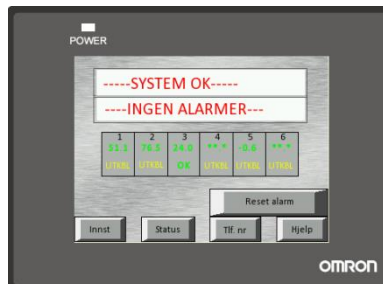 POWER
-----SYSTEM OK-----
----INGEN ALARMER---
1 2 3 4 5 6
51.1 76.5 24.0 ** * -0.6 ** *
UTKBL UTKBL OK UTKBL UTKBL UTKBL
Reset alarm
Innst Status Tlf. nr Hjelp
OMRON